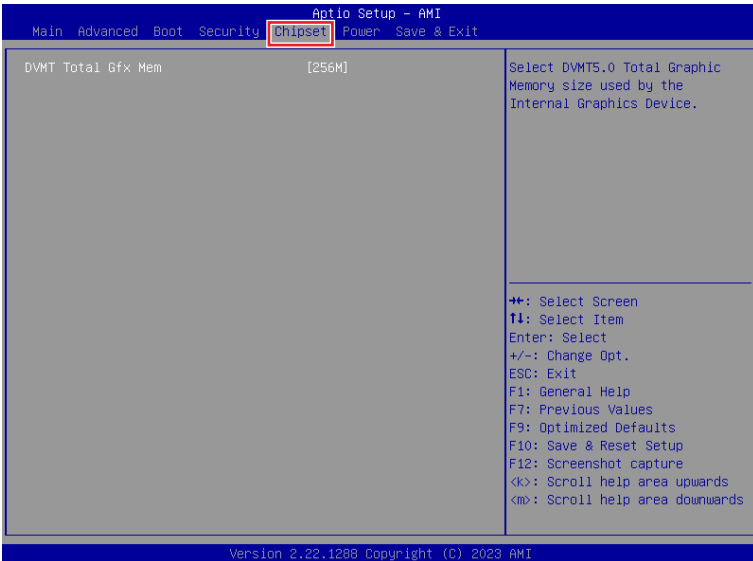 Aptio Setup – AMI
Main Advanced Boot Security Chipset Power Save & Exit
DVMT Total Gfx Mem [256M]
Select DVMT5.0 Total Graphic
Memory size used by the
Internal Graphics Device.
→←: Select Screen
↑↓: Select Item
Enter: Select
+/-: Change Opt.
ESC: Exit
F1: General Help
F7: Previous Values
F9: Optimized Defaults
F10: Save & Reset Setup
F12: Screenshot capture
<k>: Scroll help area upwards
<m>: Scroll help area downwards
Version 2.22.1288 Copyright (C) 2023 AMI